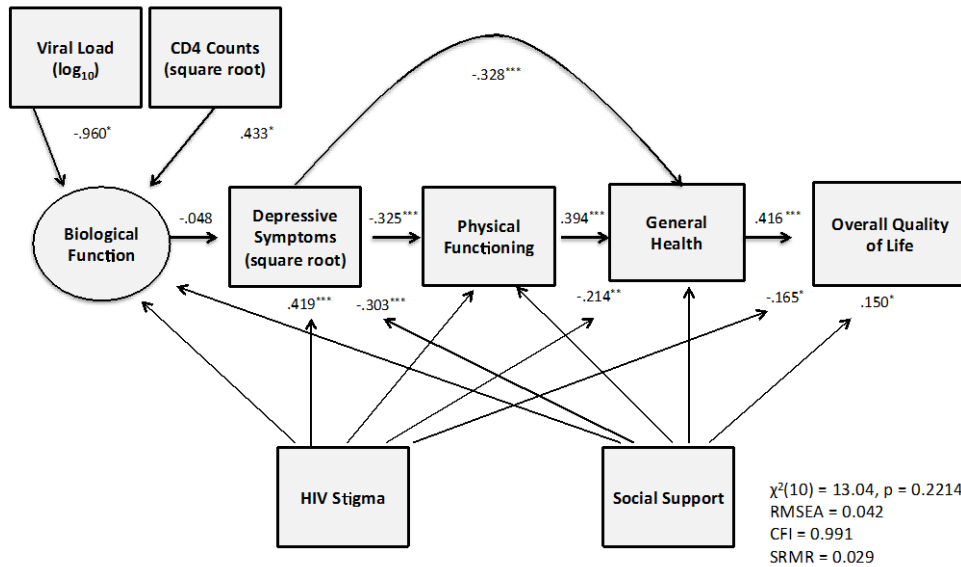 Viral Load
(log10)
CD4 Counts
(square root)
-.328***
-.960*
.433*
Biological
Function
-.048
Depressive
Symptoms
(square root)
-.325***
Physical
Functioning
.394***
General
Health
.416***
Overall Quality
of Life
.419***
-.303***
-.214**
-.165*
.150*
HIV Stigma
Social Support
χ²(10) = 13.04, p = 0.2214
RMSEA = 0.042
CFI = 0.991
SRMR = 0.029